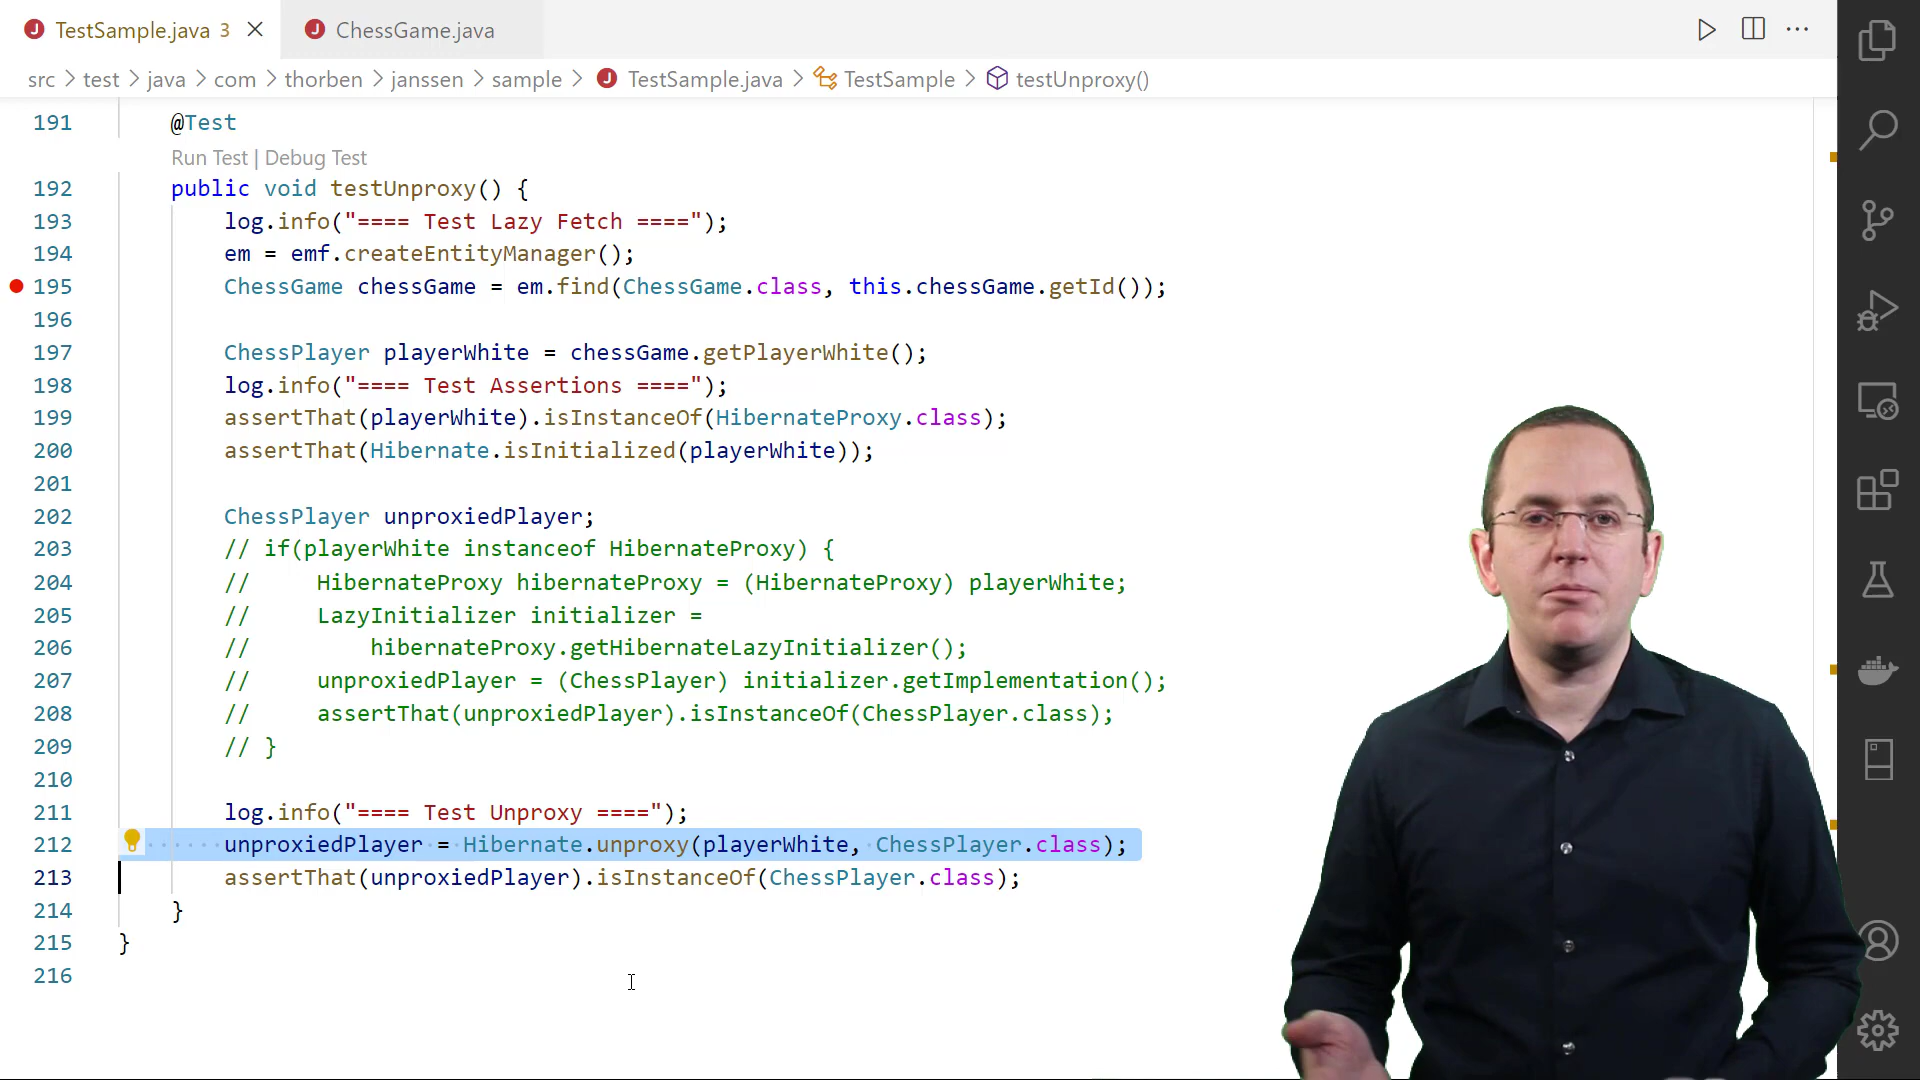 TestSample.java 3
ChessGame.java
src > test > java > com > thorben > janssen > sample > TestSample.java > TestSample > testUnproxy()
191 @Test
Run Test | Debug Test
192 public void testUnproxy() {
193 log.info("==== Test Lazy Fetch ====");
194 em = emf.createEntityManager();
195 ChessGame chessGame = em.find(ChessGame.class, this.chessGame.getId());
196
197 ChessPlayer playerWhite = chessGame.getPlayerWhite();
198 log.info("==== Test Assertions ====");
199 assertThat(playerWhite).isInstanceOf(HibernateProxy.class);
200 assertThat(Hibernate.isInitialized(playerWhite));
201
202 ChessPlayer unproxiedPlayer;
203 // if(playerWhite instanceof HibernateProxy) {
204 // HibernateProxy hibernateProxy = (HibernateProxy) playerWhite;
205 // LazyInitializer initializer =
206 // hibernateProxy.getHibernateLazyInitializer();
207 // unproxiedPlayer = (ChessPlayer) initializer.getImplementation();
208 // assertThat(unproxiedPlayer).isInstanceOf(ChessPlayer.class);
209 // }
210
211 log.info("==== Test Unproxy ====");
212 unproxiedPlayer = Hibernate.unproxy(playerWhite, ChessPlayer.class);
213 assertThat(unproxiedPlayer).isInstanceOf(ChessPlayer.class);
214 }
215 }
216